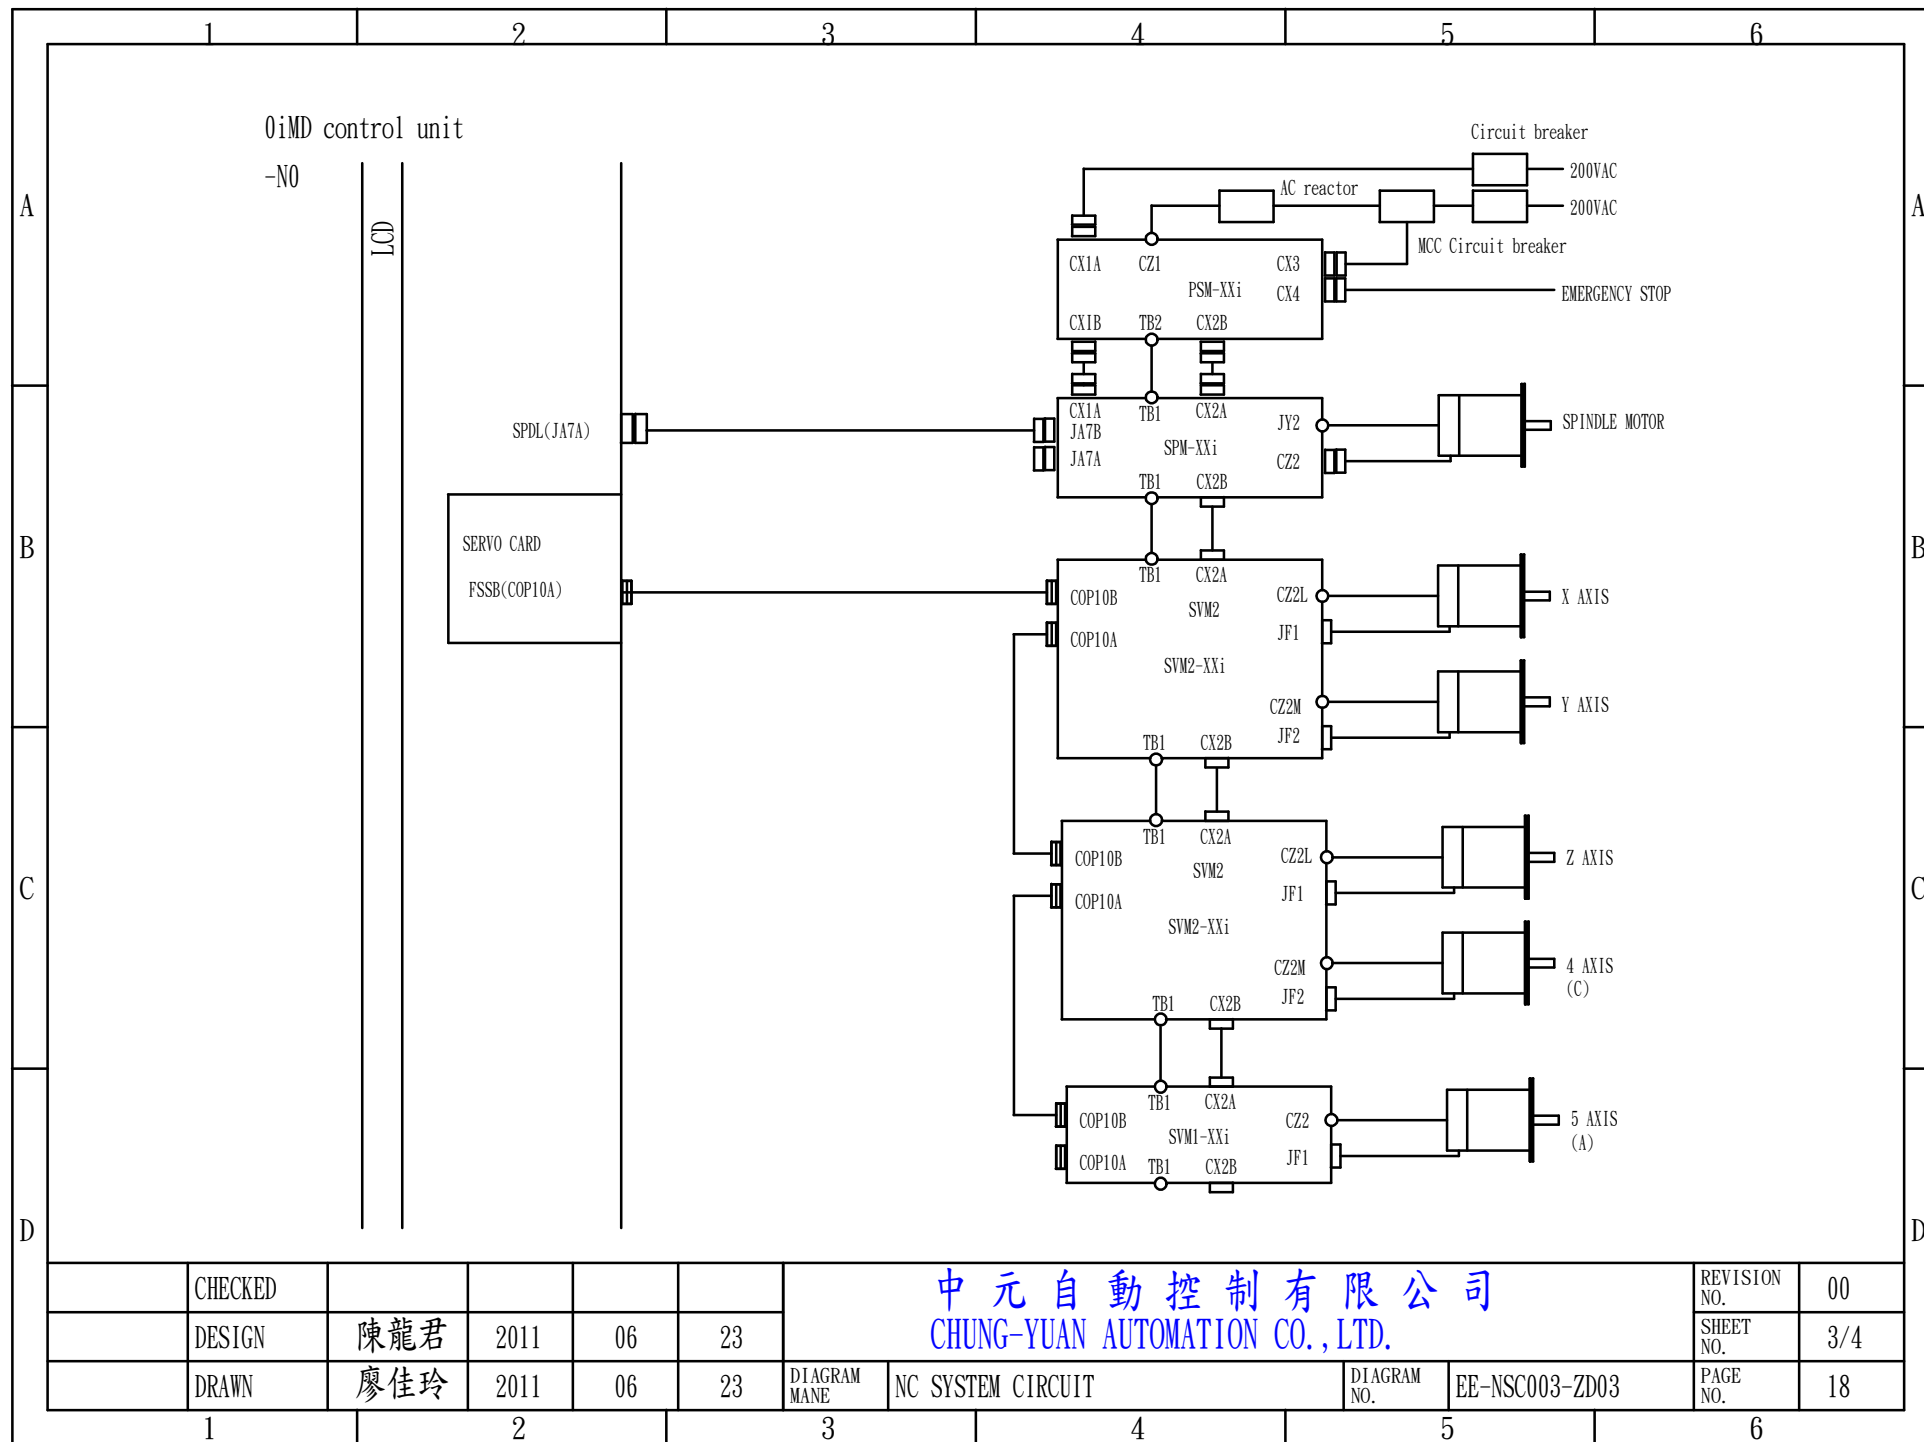 1 2 3 4 5 6
0iMD control unit
-N0
LCD
Circuit breaker
200VAC
AC reactor
200VAC
MCC Circuit breaker
A
A
CX1A CZ1 CX3
PSM-XXi CX4
EMERGENCY STOP
CXIB TB2 CX2B
SPDL(JA7A)
CX1A TB1 CX2A
JA7B JY2
SPINDLE MOTOR
SPM-XXi
JA7A CZ2
TB1 CX2B
B
B
SERVO CARD
FSSB(COP10A)
TB1 CX2A
COP10B SVM2 CZ2L
X AXIS
COP10A JF1
SVM2-XXi
CZ2M
Y AXIS
JF2
TB1 CX2B
TB1 CX2A
COP10B SVM2 CZ2L
Z AXIS
C
C
COP10A JF1
SVM2-XXi
CZ2M
4 AXIS
(C)
JF2
TB1 CX2B
TB1 CX2A
COP10B CZ2
5 AXIS
(A)
SVM1-XXi
COP10A JF1
TB1 CX2B
D
D
CHECKED
DESIGN 陳龍君 2011 06 23
DRAWN 廖佳玲 2011 06 23
中元自動控制有限公司
CHUNG-YUAN AUTOMATION CO.,LTD.
DIAGRAM
MANE
NC SYSTEM CIRCUIT
DIAGRAM
NO.
EE-NSC003-ZD03
REVISION
NO.
00
SHEET
NO.
3/4
PAGE
NO.
18
1 2 3 4 5 6